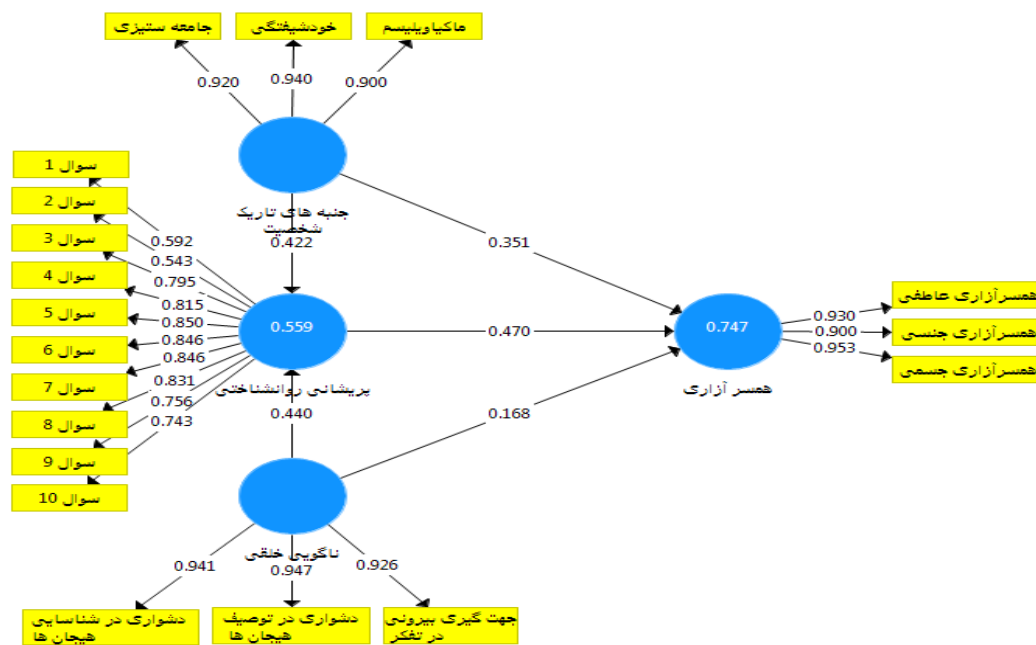 جامعه ستیزی
خودشیفتگی
ماکیاویلیسم
0.920
0.940
0.900
جنبه های تاریک
شخصیت
سوال 1
سوال 2
سوال 3
سوال 4
سوال 5
سوال 6
سوال 7
سوال 8
سوال 9
سوال 10
0.592
0.543
0.795
0.815
0.850
0.846
0.846
0.831
0.756
0.743
0.422
0.351
0.559
0.470
0.747
پریشانی روانشناختی
همسر آزاری
0.930
0.900
0.953
همسرآزاری عاطفی
همسرآزاری جنسی
همسرآزاری جسمی
0.440
0.168
ناگویی خلقی
0.941
0.947
0.926
دشواری در شناسایی
هیجان ها
دشواری در توصیف
هیجان ها
جهت گیری بیرونی
در تفکر